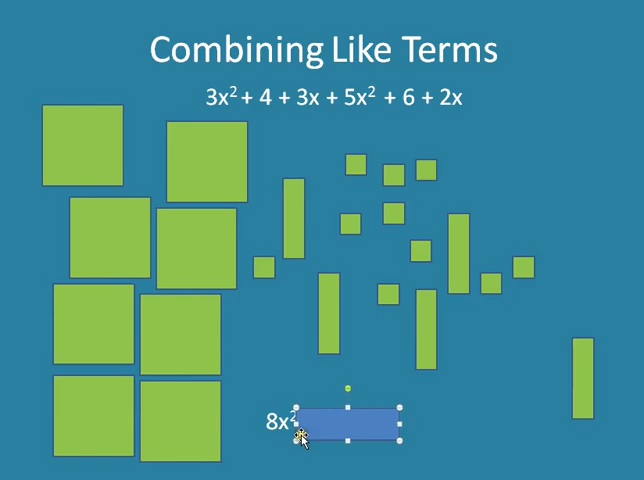 Combining Like Terms
3x² + 4 + 3x + 5x² + 6 + 2x
8x²